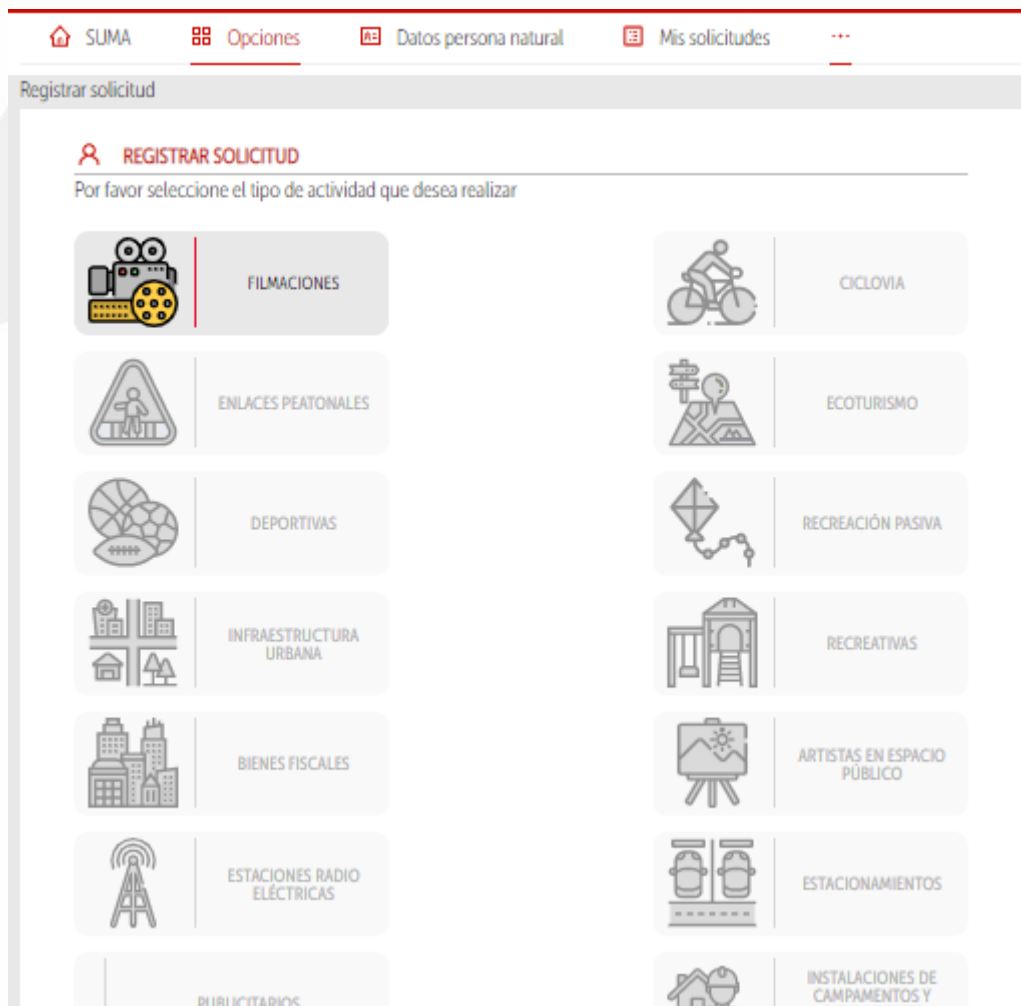 SUMA Opciones Datos persona natural Mis solicitudes ...
Registrar solicitud
REGISTRAR SOLICITUD
Por favor seleccione el tipo de actividad que desea realizar
FILMACIONES
CICLOVIA
ENLACES PEATONALES
ECOTURISMO
DEPORTIVAS
RECREACIÓN PASIVA
INFRAESTRUCTURA
URBANA
RECREATIVAS
BIENES FISCALES
ARTISTAS EN ESPACIO
PÚBLICO
ESTACIONES RADIO
ELÉCTRICAS
ESTACIONAMIENTOS
PUBLICITARIOS
INSTALACIONES DE
CAMPAMENTOS Y